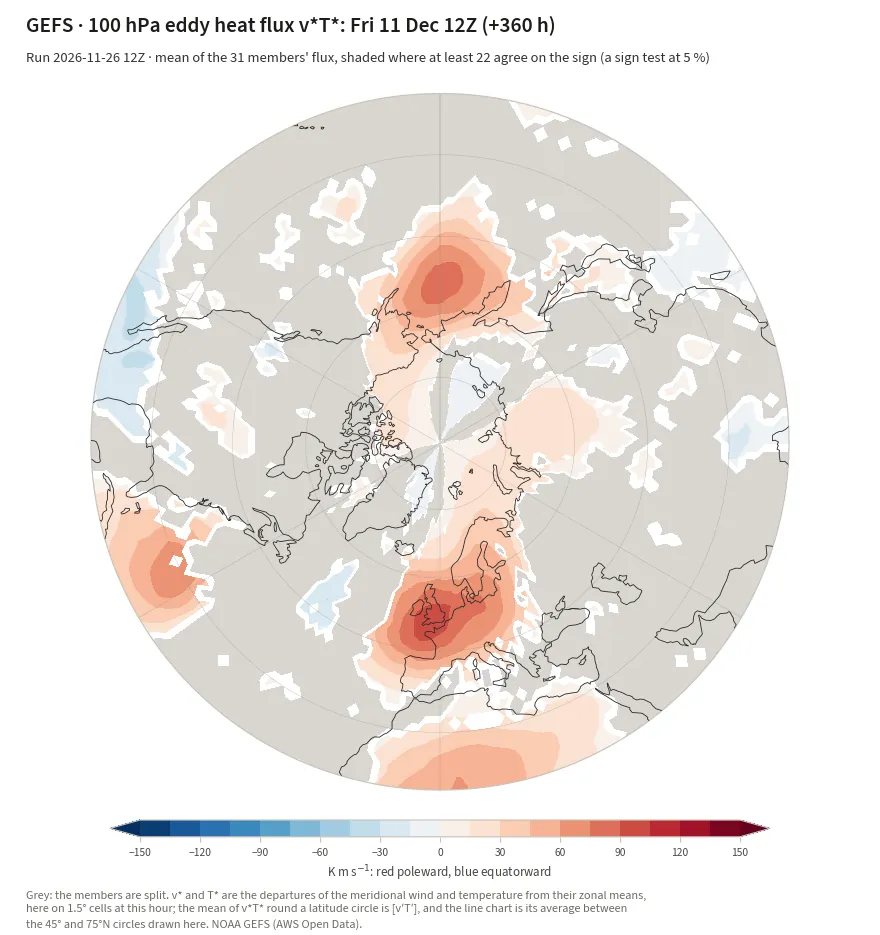 GEFS · 100 hPa eddy heat flux v*T*: Fri 11 Dec 12Z (+360 h)
Run 2026-11-26 12Z · mean of the 31 members' flux, shaded where at least 22 agree on the sign (a sign test at 5 %)
−150 −120 −90 −60 −30 0 30 60 90 120 150
K m s⁻¹: red poleward, blue equatorward
Grey: the members are split. v* and T* are the departures of the meridional wind and temperature from their zonal means,
here on 1.5° cells at this hour; the mean of v*T* round a latitude circle is [v'T'], and the line chart is its average between
the 45° and 75°N circles drawn here. NOAA GEFS (AWS Open Data).